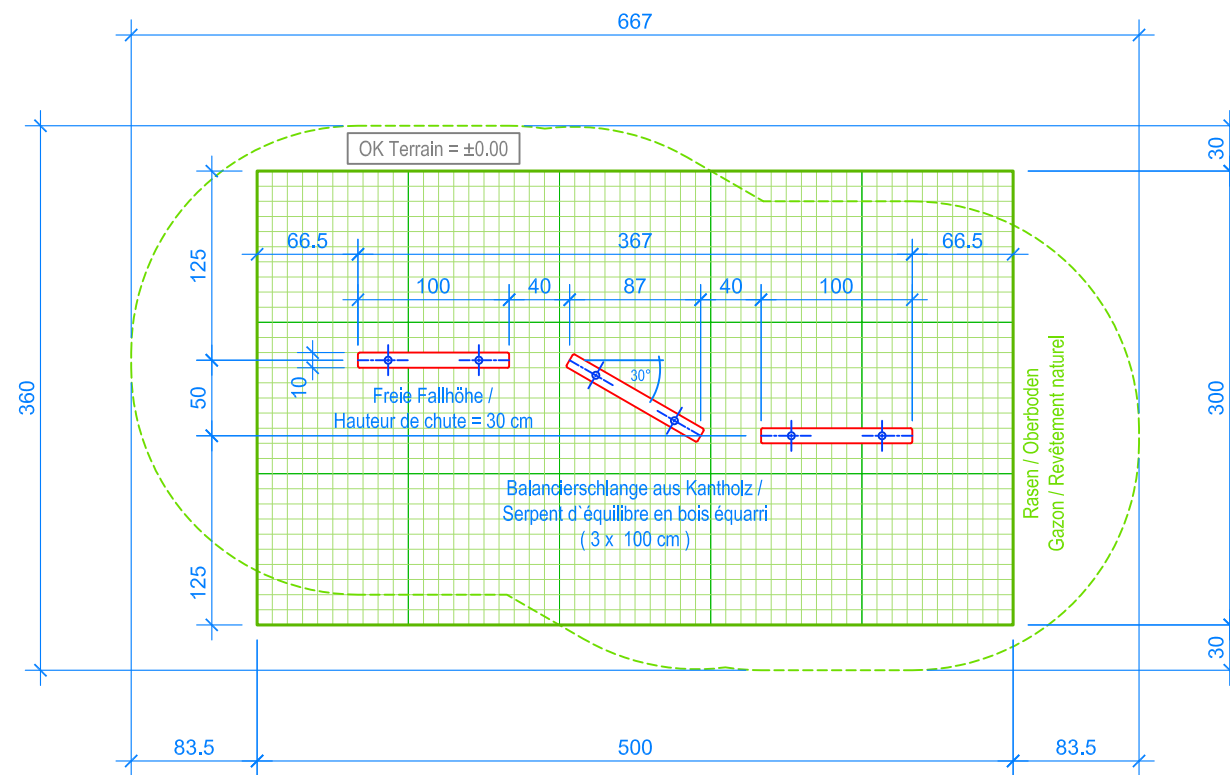 667
OK Terrain = ±0.00
30
66.5
367
66.5
125
100
40
87
40
100
10
30°
Freie Fallhöhe /
Hauteur de chute = 30 cm
360
50
300
Rasen / Oberboden
Gazon / Revêtement naturel
Balancierschlange aus Kantholz /
Serpent d`équilibre en bois équarri
( 3 x 100 cm )
125
30
83.5
500
83.5